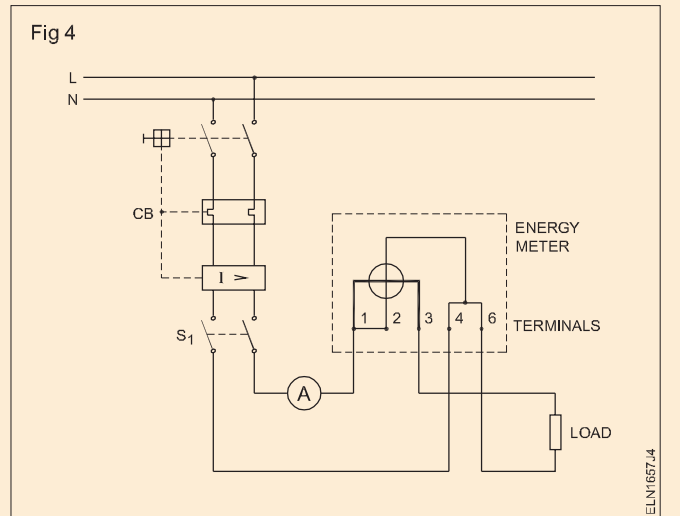 Fig 4
L
N
CB
I >
S1
A
ENERGY
METER
1 2 3 4 6
TERMINALS
LOAD
ELN1657J4